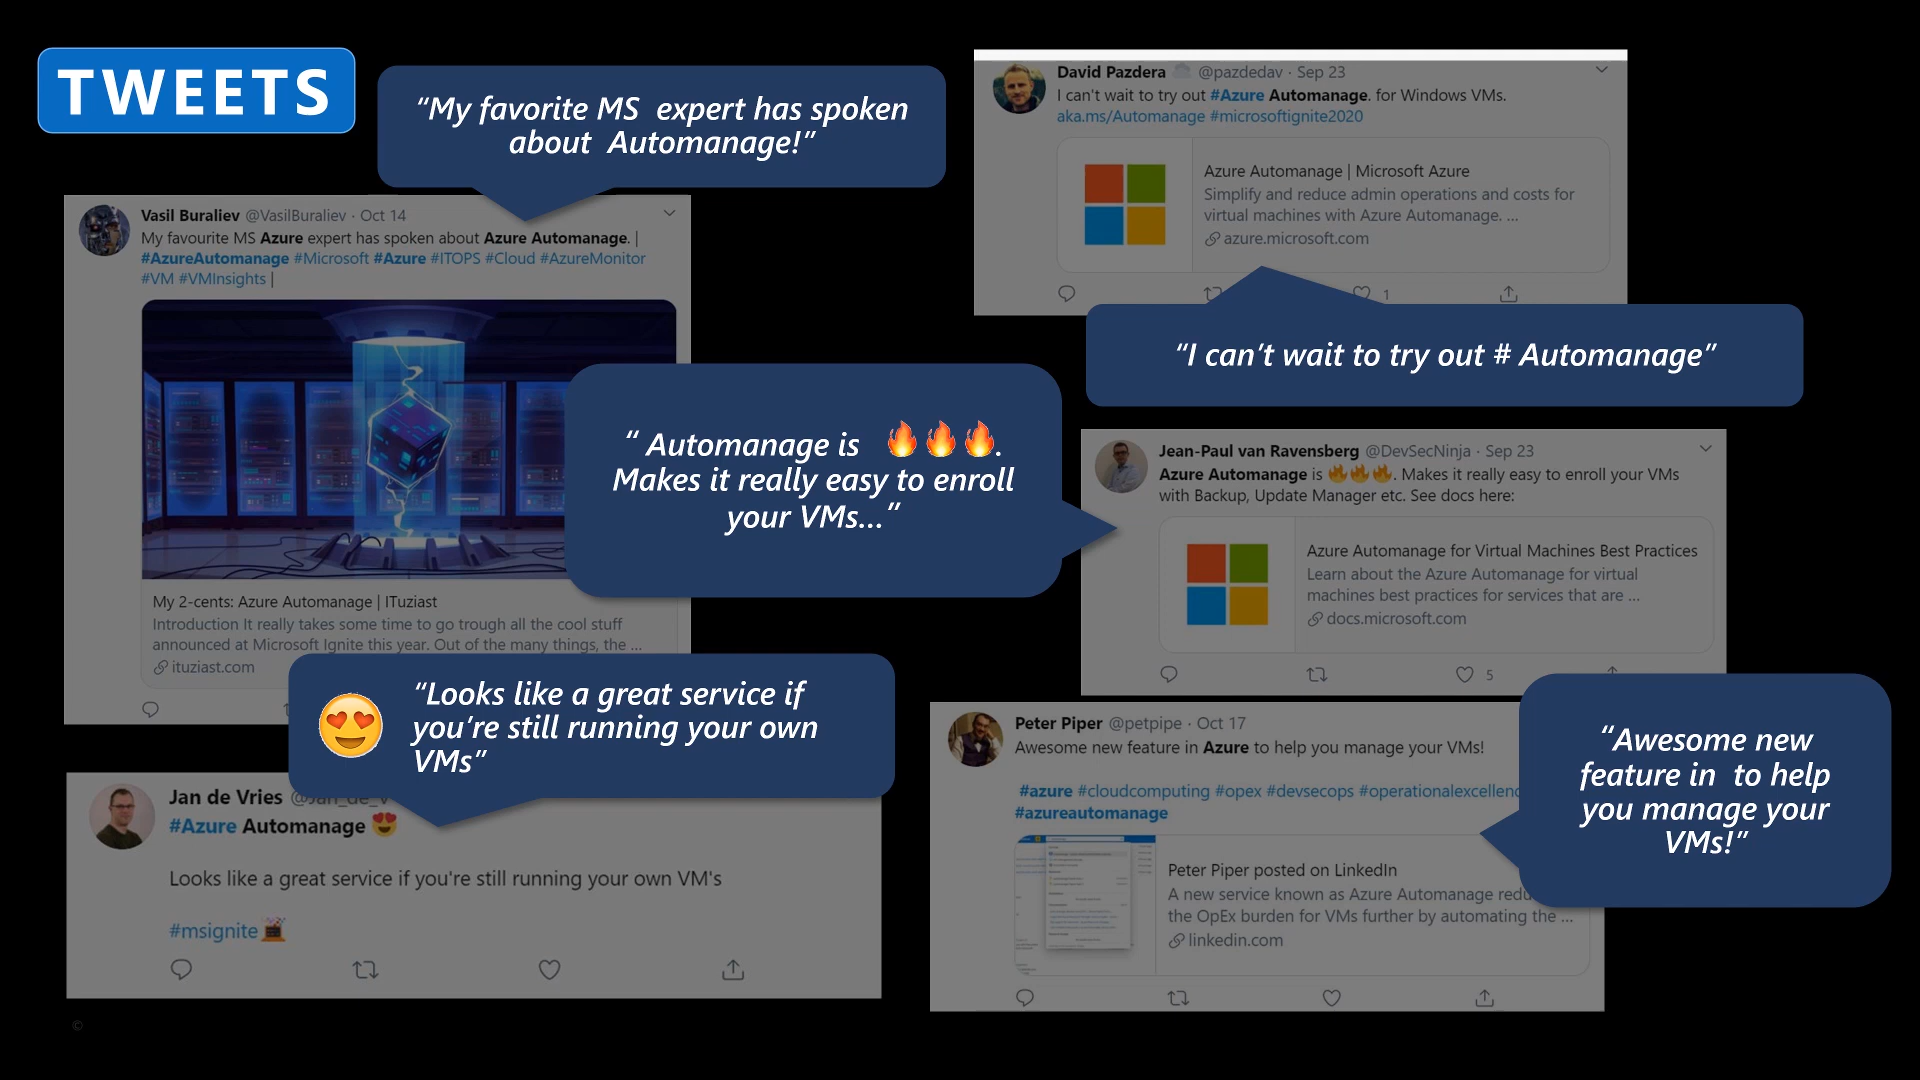 TWEETS
“My favorite MS  expert has spoken
about  Automanage!”
Vasil Buraliev @VasilBuraliev · Oct 14
My favourite MS Azure expert has spoken about Azure Automanage. |
#AzureAutomanage #Microsoft #Azure #ITOPS #Cloud #AzureMonitor
#VM #VMInsights |
My 2-cents: Azure Automanage | ITuziast
Introduction It really takes some time to go trough all the cool stuff
announced at Microsoft Ignite this year. Out of the many things, the ...
ituziast.com
David Pazdera @pazdedav · Sep 23
I can't wait to try out #Azure Automanage. for Windows VMs.
aka.ms/Automanage #microsoftignite2020
Azure Automanage | Microsoft Azure
Simplify and reduce admin operations and costs for
virtual machines with Azure Automanage. ...
azure.microsoft.com
1
“I can’t wait to try out # Automanage”
“ Automanage is 🔥🔥🔥.
Makes it really easy to enroll
your VMs...”
Jean-Paul van Ravensberg @DevSecNinja · Sep 23
Azure Automanage is 🔥🔥🔥. Makes it really easy to enroll your VMs
with Backup, Update Manager etc. See docs here:
Azure Automanage for Virtual Machines Best Practices
Learn about the Azure Automanage for virtual
machines best practices for services that are ...
docs.microsoft.com
5
😍 “Looks like a great service if
you’re still running your own
VMs”
Jan de Vries
#Azure Automanage 😍
Looks like a great service if you're still running your own VM's
#msignite
Peter Piper @petpipe · Oct 17
Awesome new feature in Azure to help you manage your VMs!
#azure #cloudcomputing #opex #devsecops
#azureautomanage
Peter Piper posted on LinkedIn
A new service known as Azure Automanage
the OpEx burden for VMs further by automating the ...
linkedin.com
“Awesome new
feature in  to help
you manage your
VMs!”
©